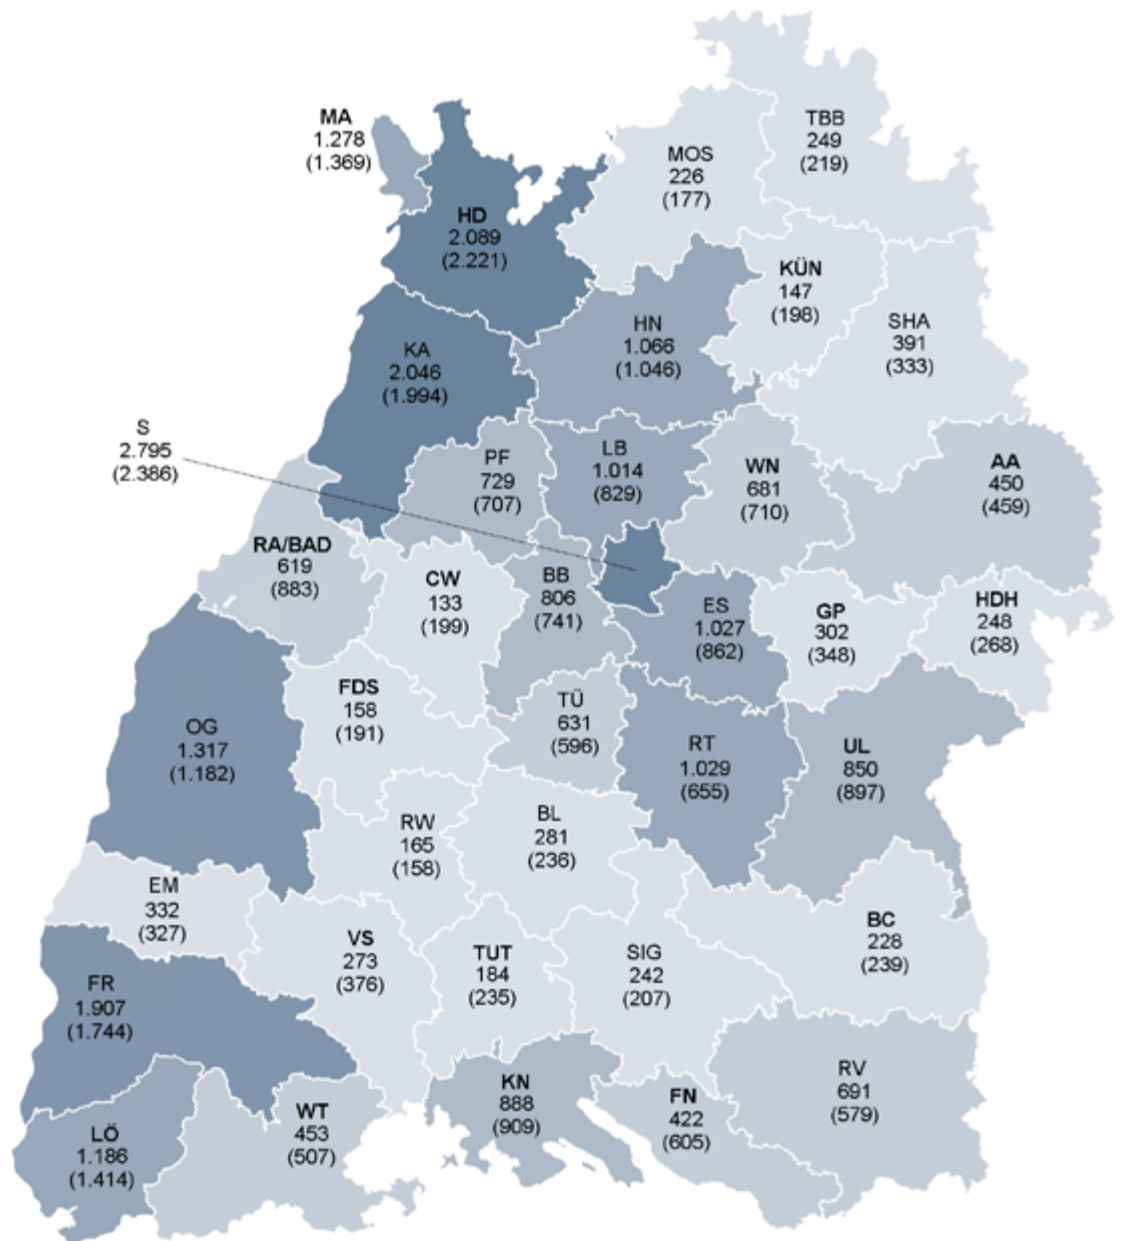 TBB
249
(219)
MA
1.278
(1.369)
MOS
226
(177)
HD
2.089
(2.221)
KÜN
147
(198)
HN
1.066
(1.046)
SHA
391
(333)
KA
2.046
(1.994)
S
2.795
(2.386)
PF
729
(707)
LB
1.014
(829)
WN
681
(710)
AA
450
(459)
RA/BAD
619
(883)
CW
133
(199)
BB
806
(741)
ES
1.027
(862)
GP
302
(348)
HDH
248
(268)
FDS
158
(191)
TÜ
631
(596)
OG
1.317
(1.182)
RT
1.029
(655)
UL
850
(897)
RW
165
(158)
BL
281
(236)
EM
332
(327)
VS
273
(376)
TUT
184
(235)
SIG
242
(207)
BC
228
(239)
FR
1.907
(1.744)
KN
888
(909)
FN
422
(605)
RV
691
(579)
WT
453
(507)
LÖ
1.186
(1.414)